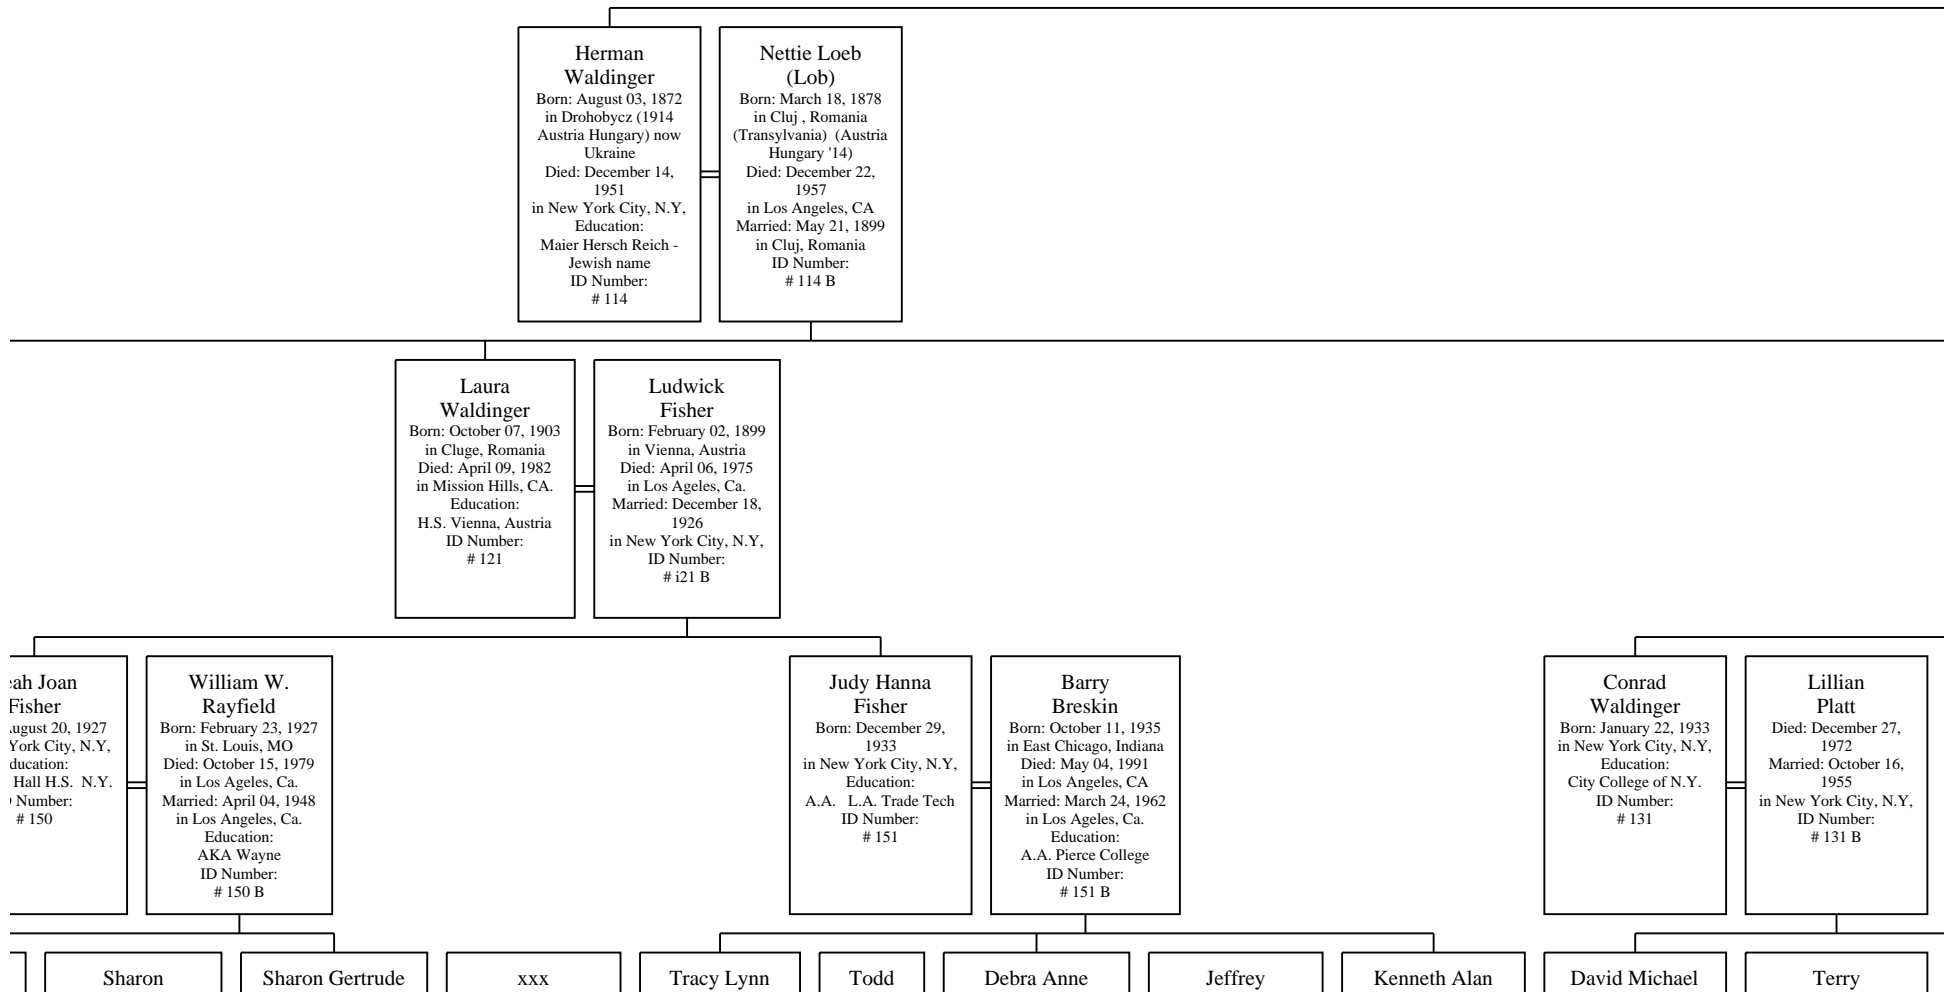 Herman
Waldinger
Born: August 03, 1872
in Drohobycz (1914
Austria Hungary) now
Ukraine
Died: December 14,
1951
in New York City, N.Y,
Education:
Maier Hersch Reich -
Jewish name
ID Number:
# 114
Nettie Loeb
(Lob)
Born: March 18, 1878
in Cluj , Romania
(Transylvania) (Austria
Hungary '14)
Died: December 22,
1957
in Los Angeles, CA
Married: May 21, 1899
in Cluj, Romania
ID Number:
# 114 B
Laura
Waldinger
Born: October 07, 1903
in Cluge, Romania
Died: April 09, 1982
in Mission Hills, CA.
Education:
H.S. Vienna, Austria
ID Number:
# 121
Ludwick
Fisher
Born: February 02, 1899
in Vienna, Austria
Died: April 06, 1975
in Los Ageles, Ca.
Married: December 18,
1926
in New York City, N.Y,
ID Number:
# i21 B
eah Joan
Fisher
August 20, 1927
York City, N.Y,
ducation:
Hall H.S. N.Y.
Number:
# 150
William W.
Rayfield
Born: February 23, 1927
in St. Louis, MO
Died: October 15, 1979
in Los Ageles, Ca.
Married: April 04, 1948
in Los Angeles, Ca.
Education:
AKA Wayne
ID Number:
# 150 B
Judy Hanna
Fisher
Born: December 29,
1933
in New York City, N.Y,
Education:
A.A. L.A. Trade Tech
ID Number:
# 151
Barry
Breskin
Born: October 11, 1935
in East Chicago, Indiana
Died: May 04, 1991
in Los Angeles, CA
Married: March 24, 1962
in Los Ageles, Ca.
Education:
A.A. Pierce College
ID Number:
# 151 B
Conrad
Waldinger
Born: January 22, 1933
in New York City, N.Y,
Education:
City College of N.Y.
ID Number:
# 131
Lillian
Platt
Died: December 27,
1972
Married: October 16,
1955
in New York City, N.Y,
ID Number:
# 131 B
Sharon
Sharon Gertrude
xxx
Tracy Lynn
Todd
Debra Anne
Jeffrey
Kenneth Alan
David Michael
Terry